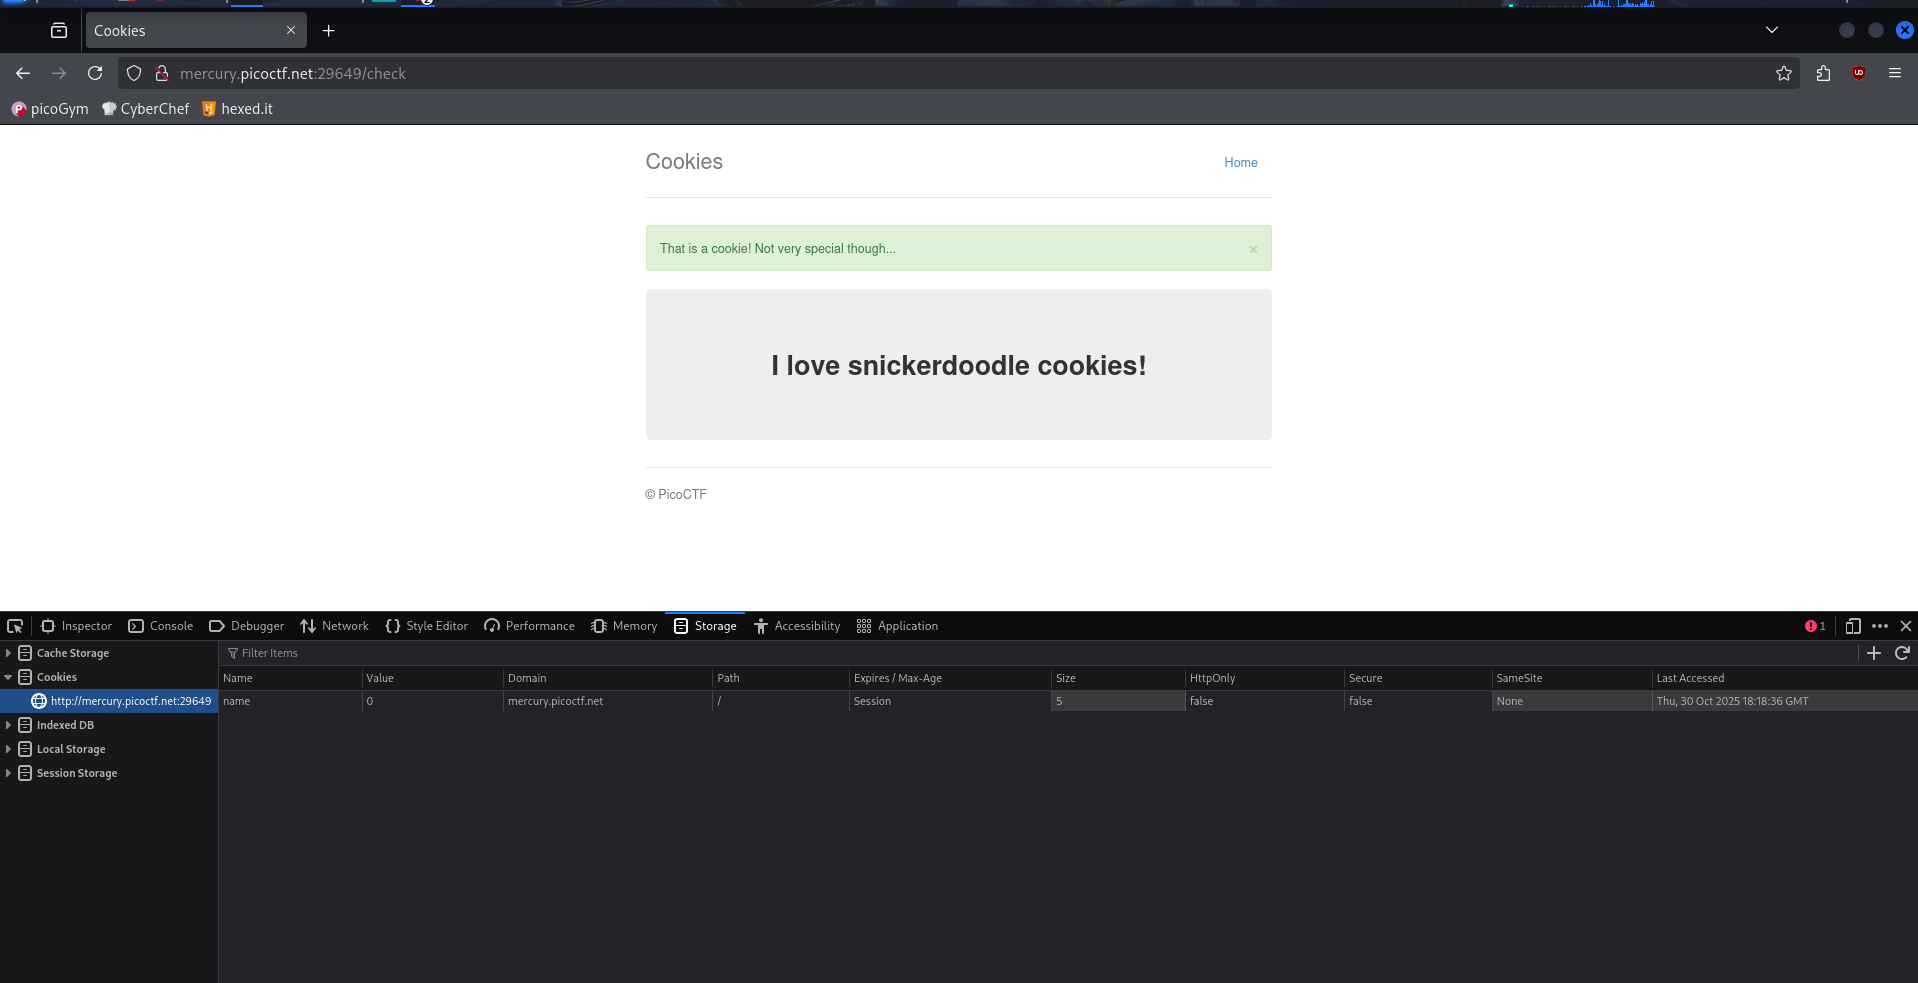 Cookies
mercury.picoctf.net:29649/check
picoGym CyberChef hexed.it
Cookies Home
That is a cookie! Not very special though... ×
I love snickerdoodle cookies!
© PicoCTF
Inspector Console Debugger Network Style Editor Performance Memory Storage Accessibility Application 1
Cache Storage Filter Items
Cookies Name Value Domain Path Expires / Max-Age Size HttpOnly Secure SameSite Last Accessed
http://mercury.picoctf.net:29649 name 0 mercury.picoctf.net / Session 5 false false None Thu, 30 Oct 2025 18:18:36 GMT
Indexed DB
Local Storage
Session Storage